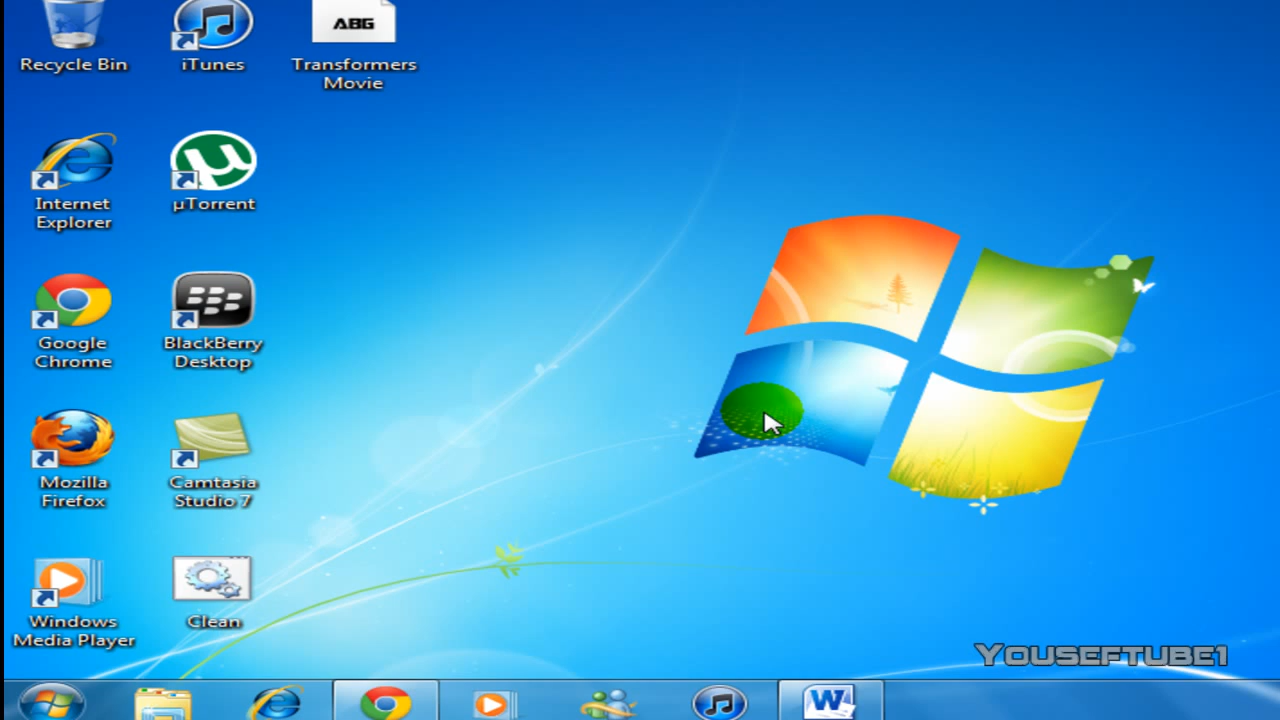 Recycle Bin
iTunes
ABG
Transformers
Movie
Internet
Explorer
µTorrent
Google
Chrome
BlackBerry
Desktop
Mozilla
Firefox
Camtasia
Studio 7
Windows
Media Player
Clean
YOUSEFTUBE1
W